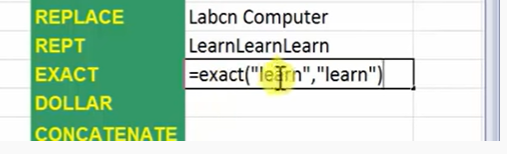 REPLACE Labcn Computer
REPT LearnLearnLearn
EXACT =exact("learn","learn")
DOLLAR
CONCATENATE